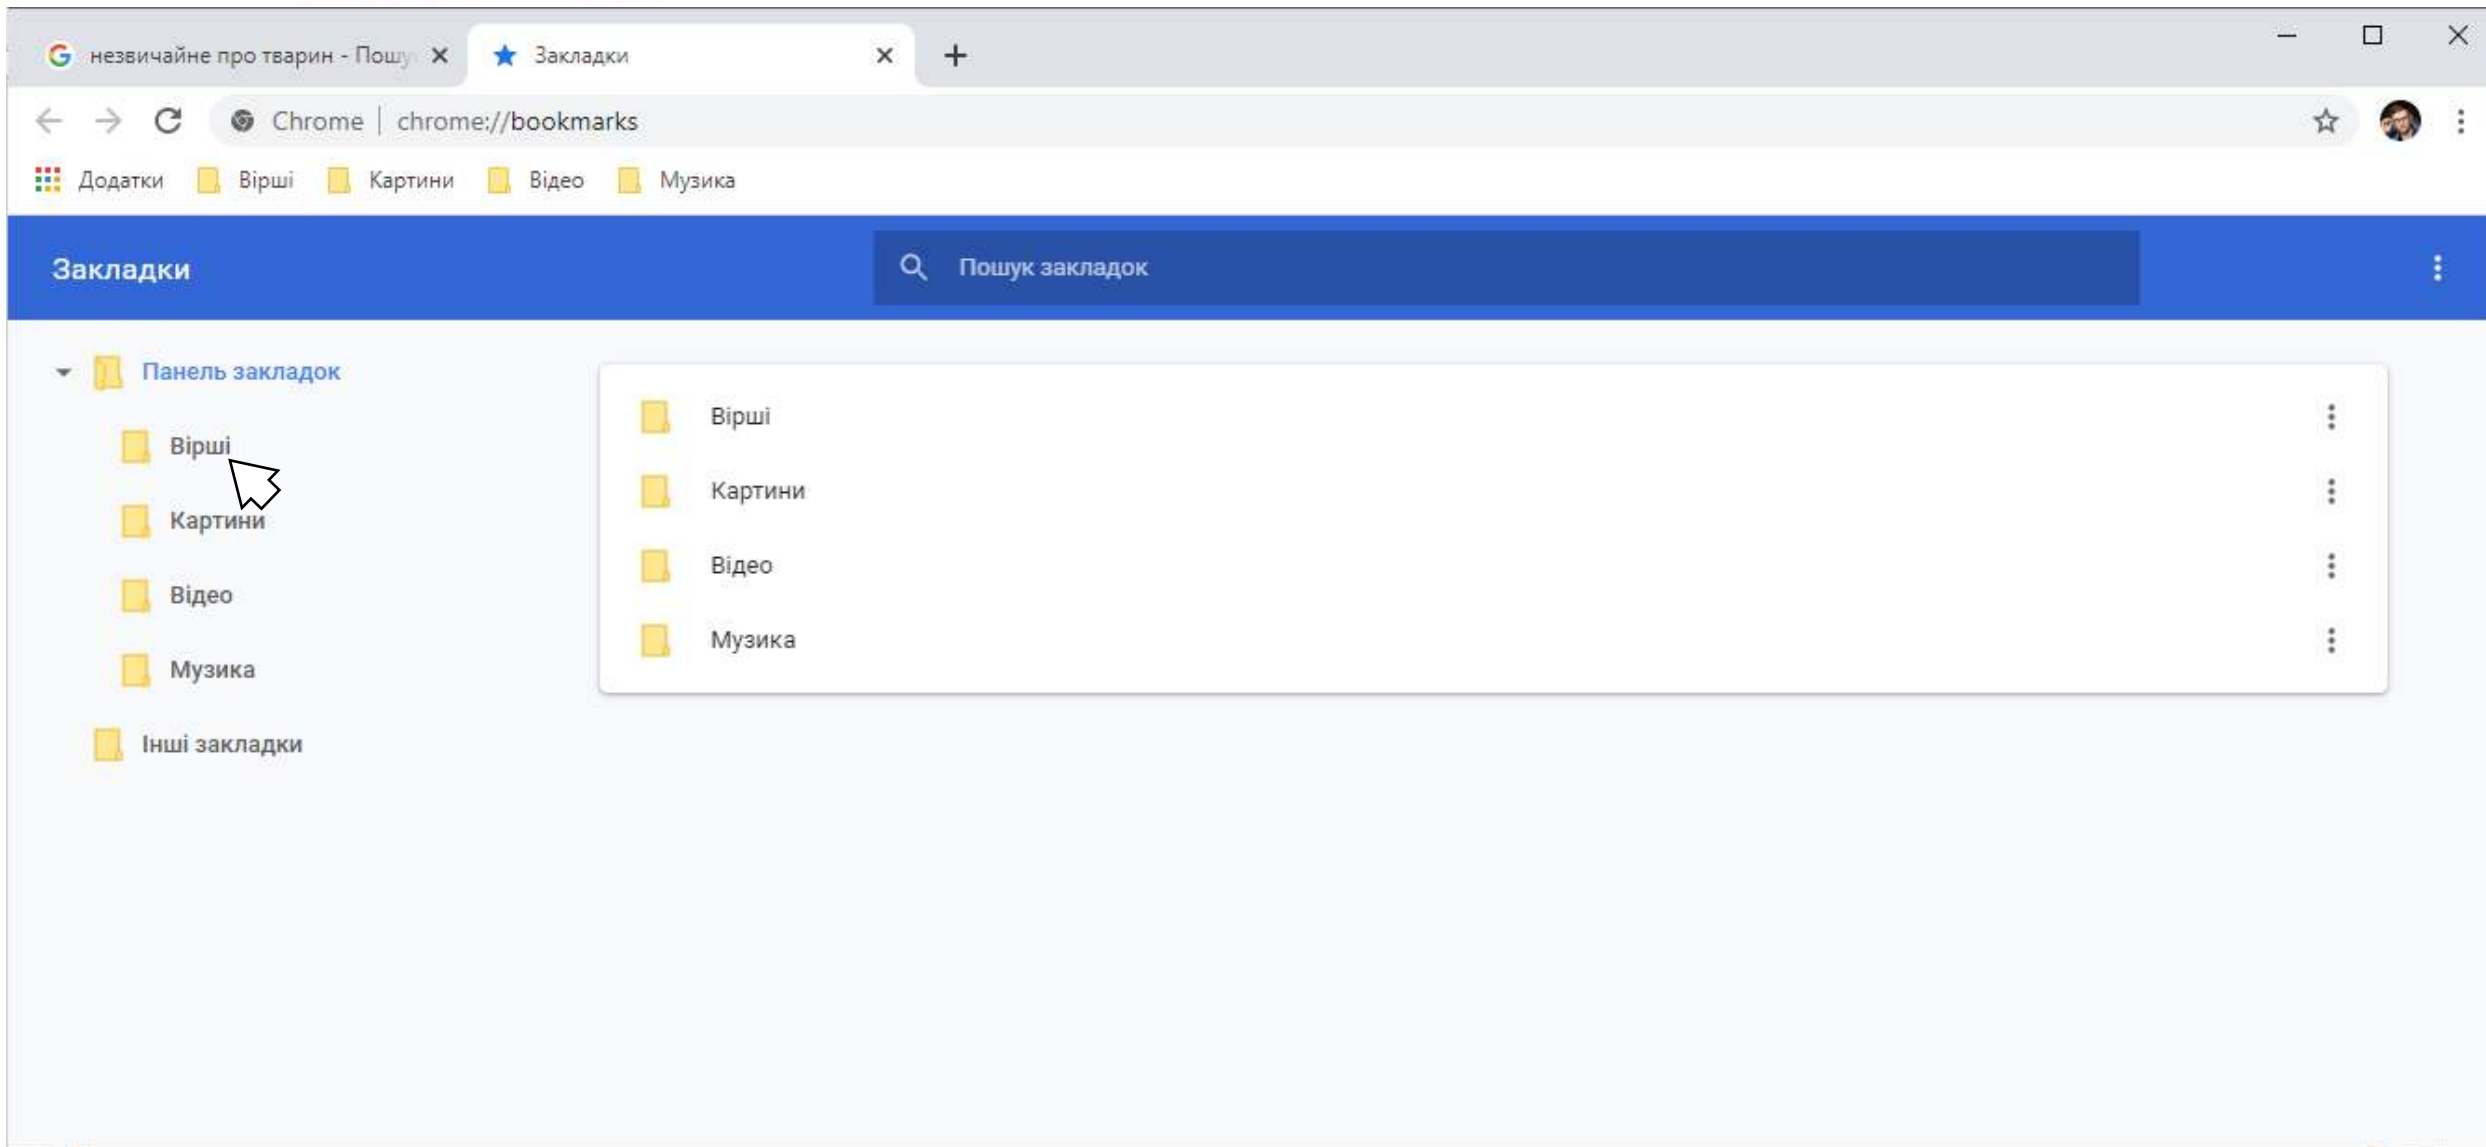 незвичайне про тварин - Пошу
Закладки
Chrome | chrome://bookmarks
Додатки Вірші Картини Відео Музика
Закладки
Пошук закладок
Панель закладок
Вірші
Картини
Відео
Музика
Інші закладки
Вірші
Картини
Відео
Музика